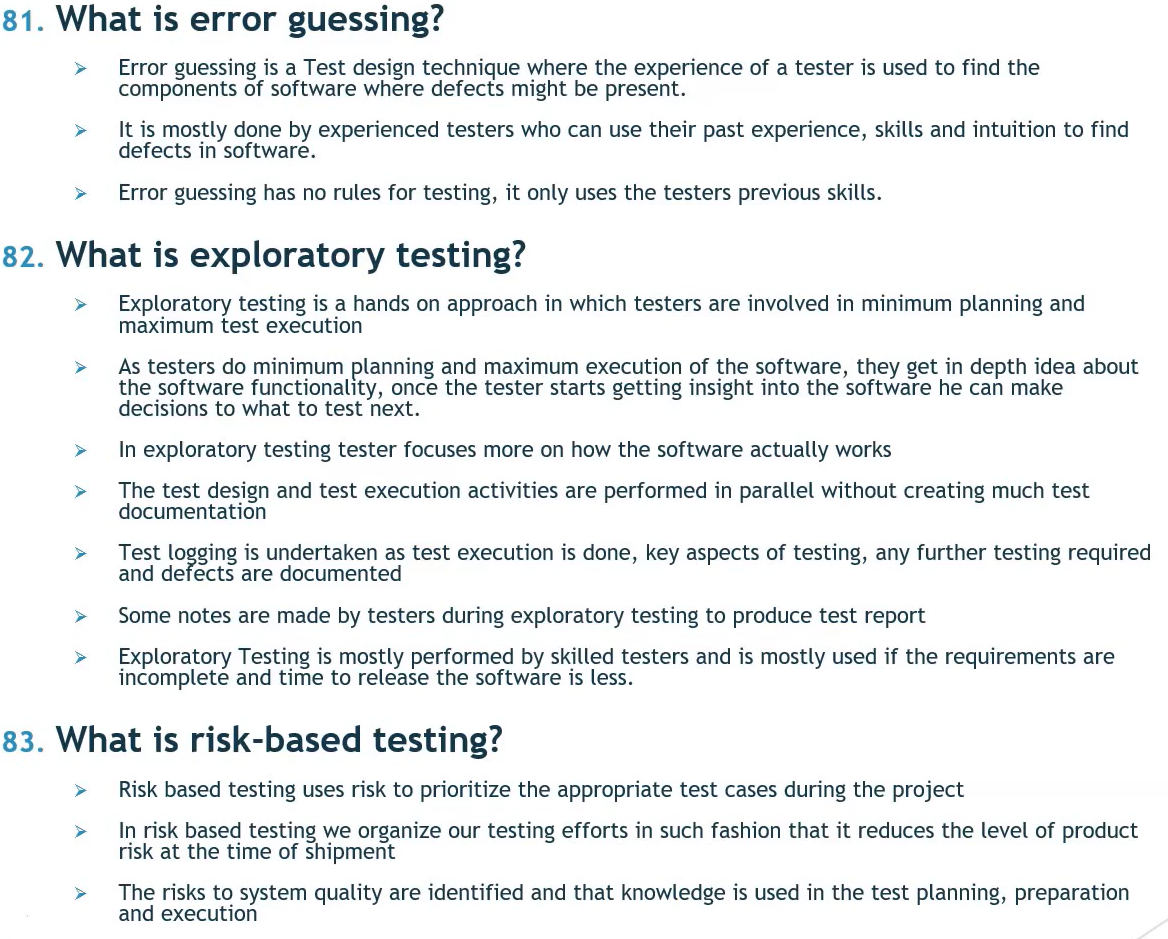 81. What is error guessing?
➢ Error guessing is a Test design technique where the experience of a tester is used to find the
components of software where defects might be present.
➢ It is mostly done by experienced testers who can use their past experience, skills and intuition to find
defects in software.
➢ Error guessing has no rules for testing, it only uses the testers previous skills.
82. What is exploratory testing?
➢ Exploratory testing is a hands on approach in which testers are involved in minimum planning and
maximum test execution
➢ As testers do minimum planning and maximum execution of the software, they get in depth idea about
the software functionality, once the tester starts getting insight into the software he can make
decisions to what to test next.
➢ In exploratory testing tester focuses more on how the software actually works
➢ The test design and test execution activities are performed in parallel without creating much test
documentation
➢ Test logging is undertaken as test execution is done, key aspects of testing, any further testing required
and defects are documented
➢ Some notes are made by testers during exploratory testing to produce test report
➢ Exploratory Testing is mostly performed by skilled testers and is mostly used if the requirements are
incomplete and time to release the software is less.
83. What is risk-based testing?
➢ Risk based testing uses risk to prioritize the appropriate test cases during the project
➢ In risk based testing we organize our testing efforts in such fashion that it reduces the level of product
risk at the time of shipment
➢ The risks to system quality are identified and that knowledge is used in the test planning, preparation
and execution